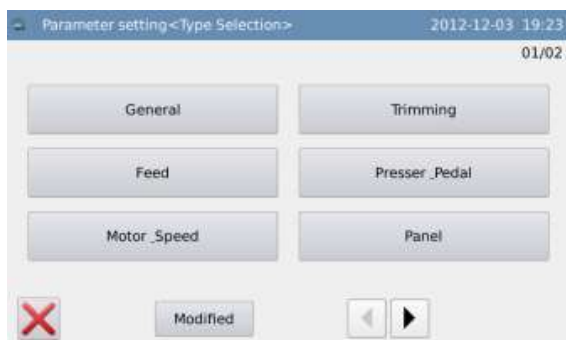 Parameter setting<Type Selection> 2012-12-03 19:23
01/02
General Trimming
Feed Presser_Pedal
Motor_Speed Panel
Modified